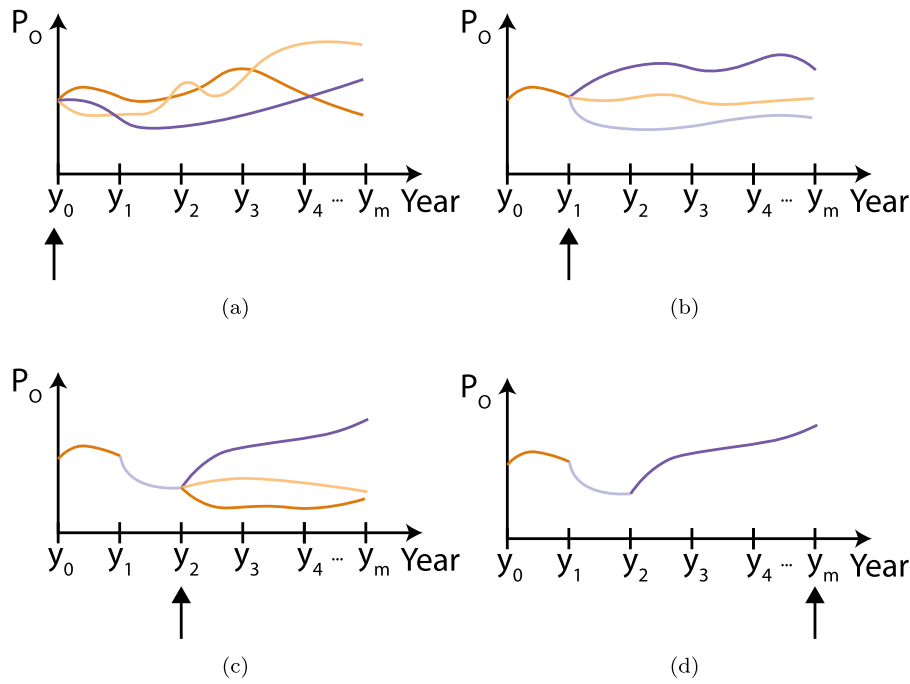 P_O
y_0 y_1 y_2 y_3 y_4 ... y_m Year
(a)
P_O
y_0 y_1 y_2 y_3 y_4 ... y_m Year
(b)
P_O
y_0 y_1 y_2 y_3 y_4 ... y_m Year
(c)
P_O
y_0 y_1 y_2 y_3 y_4 ... y_m Year
(d)